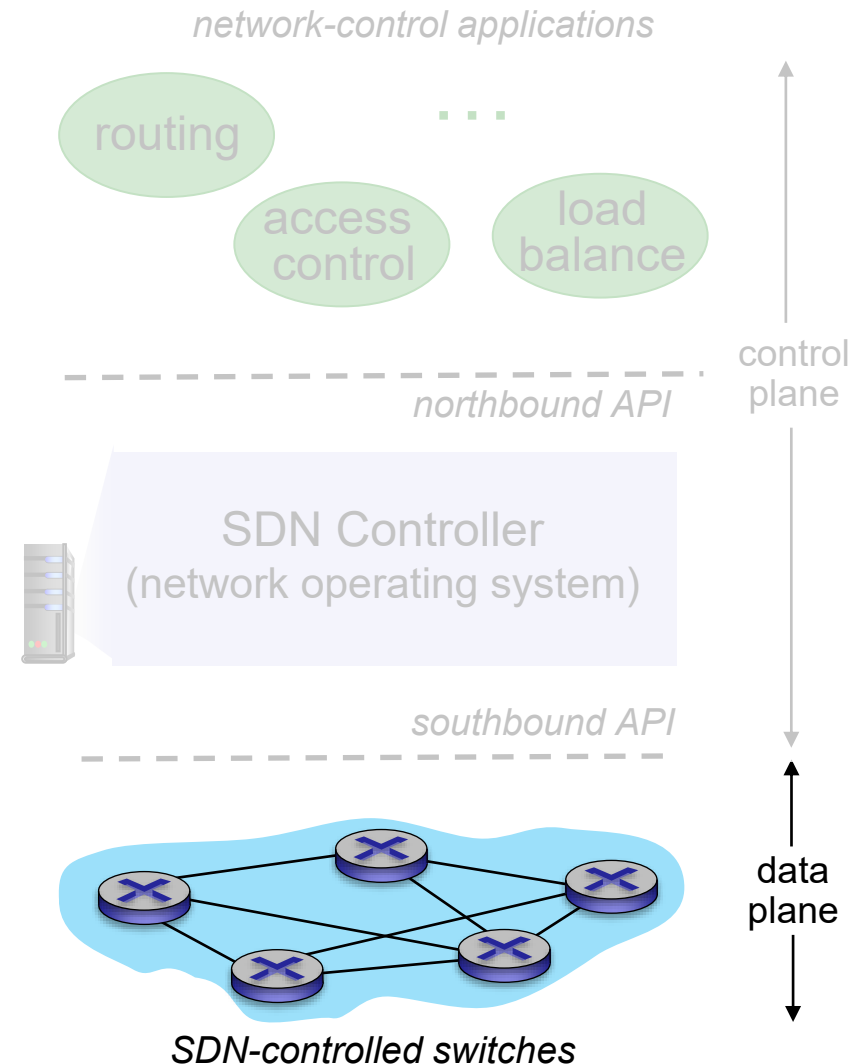 network-control applications
routing
. . .
access
control
load
balance
control
plane
northbound API
SDN Controller
(network operating system)
southbound API
data
plane
SDN-controlled switches